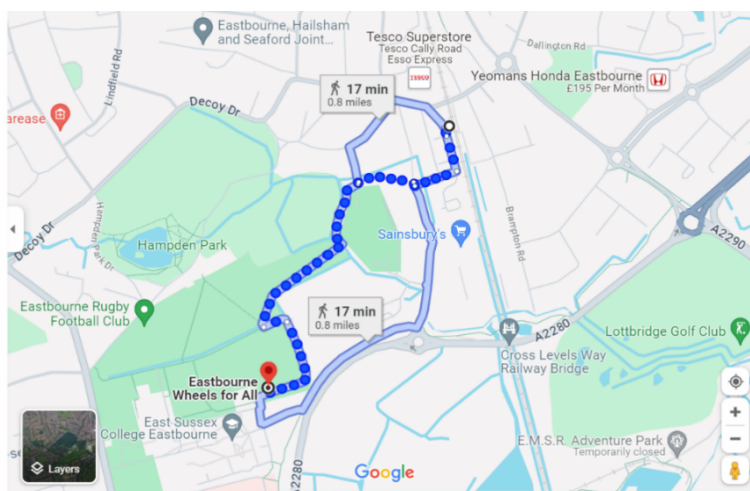 Eastbourne, Hailsham
and Seaford Joint...
Tesco Superstore
Tesco Cally Road
Esso Express
TESCO
Dallington Rd
Yeomans Honda Eastbourne
£195 Per Month
Lindfield Rd
Decoy Dr
17 min
0.8 miles
arease
Hampden Park Dr
Decoy Dr
Hampden Park
Sainsbury's
Brampton Rd
A2290
Eastbourne Rugby
Football Club
17 min
0.8 miles
A2280
Lottbridge Golf Club
Cross Levels Way
Railway Bridge
Eastbourne
Wheels for All
East Sussex
College Eastbourne
A2280
E.M.S.R. Adventure Park
Temporarily closed
Layers
Google